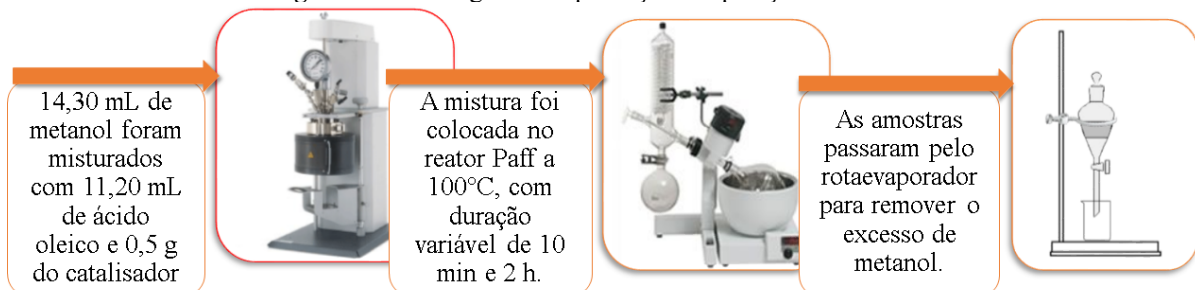 14,30 mL de
metanol foram
misturados
com 11,20 mL
de ácido
oleico e 0,5 g
do catalisador
A mistura foi
colocada no
reator Paff a
100°C, com
duração
variável de 10
min e 2 h.
As amostras
passaram pelo
rotaevaporador
para remover o
excesso de
metanol.